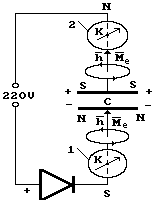 N
2
K
h̄ M̄e
S S
+ +
220V
C
- -
N N
h̄ M̄e
1
K
+
S